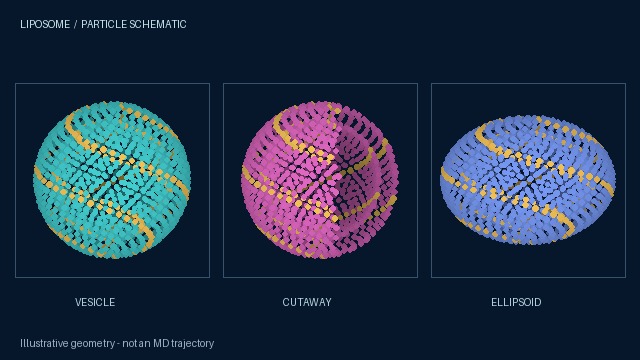 LIPOSOME / PARTICLE SCHEMATIC
VESICLE
CUTAWAY
ELLIPSOID
Illustrative geometry - not an MD trajectory